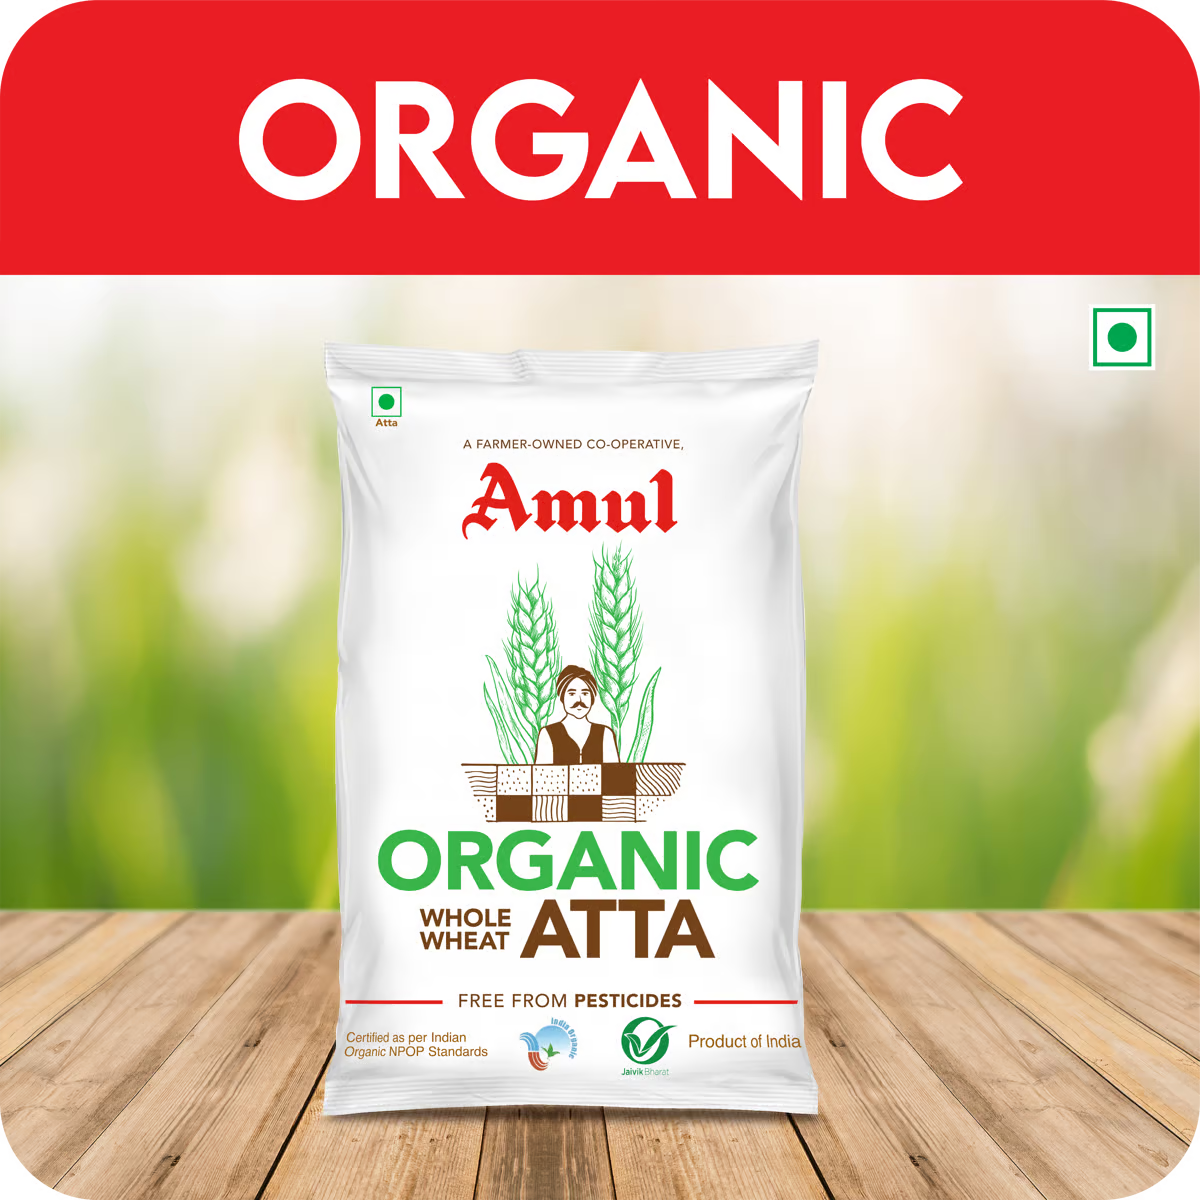 ORGANIC
Atta
A FARMER-OWNED CO-OPERATIVE,
Amul
ORGANIC
WHOLE
WHEAT
ATTA
FREE FROM PESTICIDES
Certified as per Indian
Organic NPOP Standards
India Organic
Jaivik Bharat
Product of India